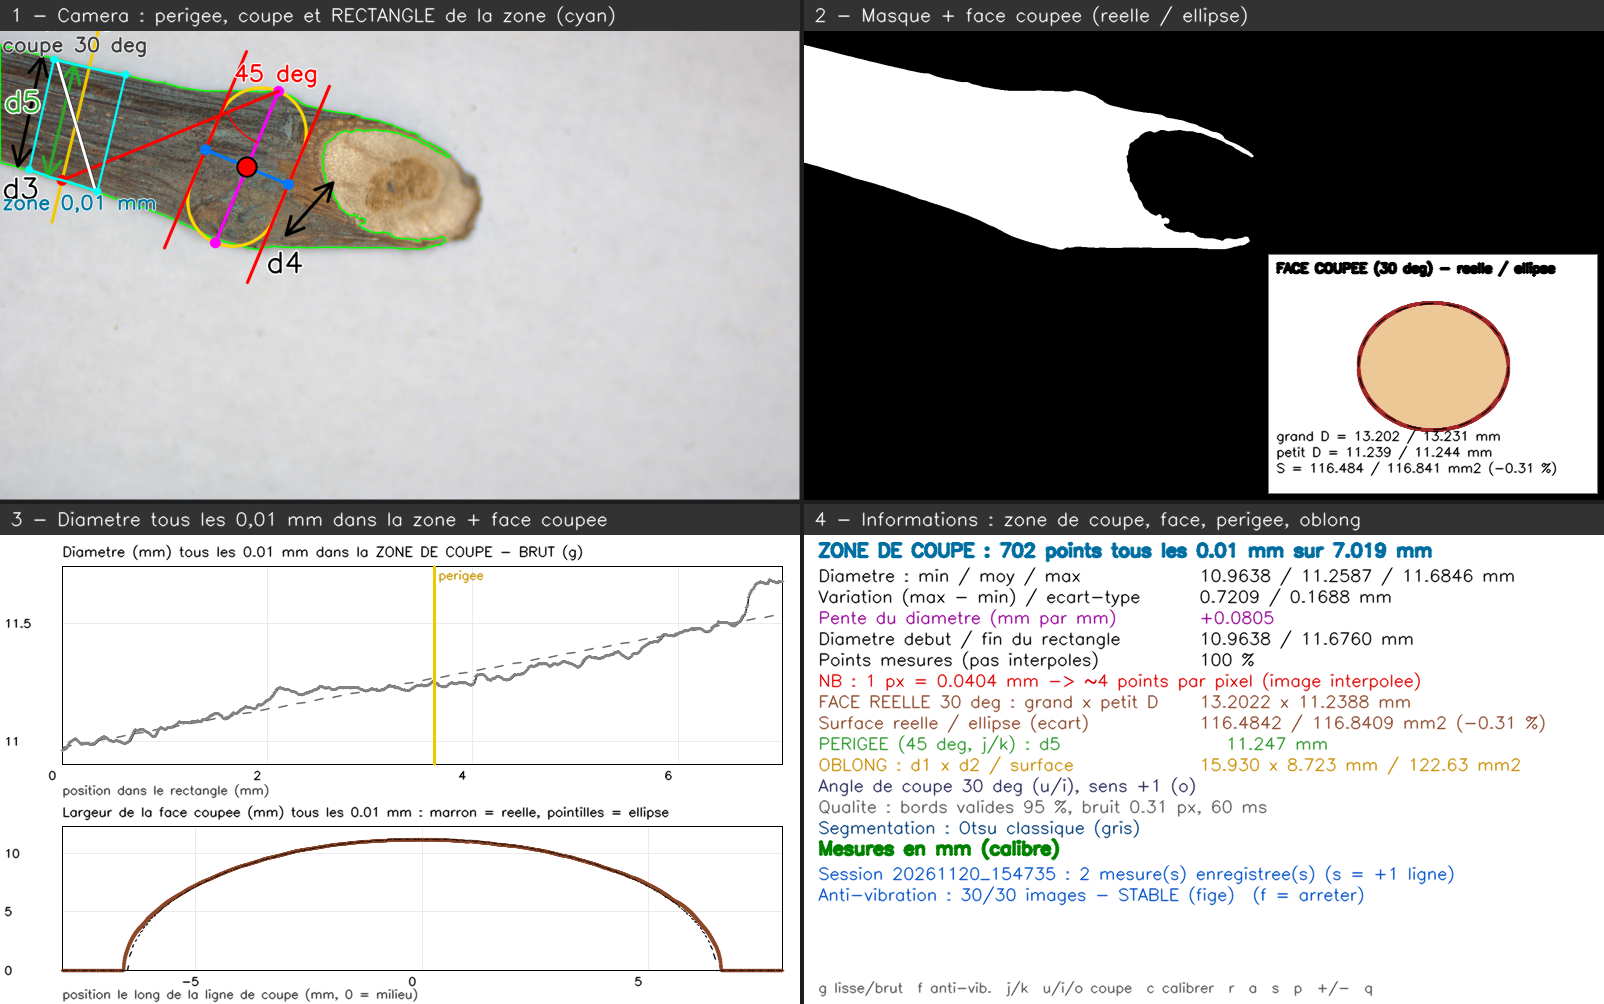 1 - Camera : perigee, coupe et RECTANGLE de la zone (cyan)
coupe 30 deg
45 deg
d5
d3
zone 0,01 mm
d4
2 - Masque + face coupee (reelle / ellipse)
FACE COUPEE (30 deg) - reelle / ellipse
grand D = 13.202 / 13.231 mm
petit D = 11.239 / 11.244 mm
S = 116.484 / 116.841 mm2 (-0.31 %)
3 - Diametre tous les 0,01 mm dans la zone + face coupee
Diametre (mm) tous les 0.01 mm dans la ZONE DE COUPE - BRUT (g)
perigee
11.5
11
0 2 4 6
position dans le rectangle (mm)
Largeur de la face coupee (mm) tous les 0.01 mm : marron = reelle, pointilles = ellipse
10
5
0
-5 0 5
position le long de la ligne de coupe (mm, 0 = milieu)
4 - Informations : zone de coupe, face, perigee, oblong
ZONE DE COUPE : 702 points tous les 0.01 mm sur 7.019 mm
Diametre : min / moy / max 10.9638 / 11.2587 / 11.6846 mm
Variation (max - min) / ecart-type 0.7209 / 0.1688 mm
Pente du diametre (mm par mm) +0.0805
Diametre debut / fin du rectangle 10.9638 / 11.6760 mm
Points mesures (pas interpoles) 100 %
NB : 1 px = 0.0404 mm -> ~4 points par pixel (image interpolee)
FACE REELLE 30 deg : grand x petit D 13.2022 x 11.2388 mm
Surface reelle / ellipse (ecart) 116.4842 / 116.8409 mm2 (-0.31 %)
PERIGEE (45 deg, j/k) : d5 11.247 mm
OBLONG : d1 x d2 / surface 15.930 x 8.723 mm / 122.63 mm2
Angle de coupe 30 deg (u/i), sens +1 (o)
Qualite : bords valides 95 %, bruit 0.31 px, 60 ms
Segmentation : Otsu classique (gris)
Mesures en mm (calibre)
Session 20261120_154735 : 2 mesure(s) enregistree(s) (s = +1 ligne)
Anti-vibration : 30/30 images - STABLE (fige) (f = arreter)
g lisse/brut f anti-vib. j/k u/i/o coupe c calibrer r a s p +/- q